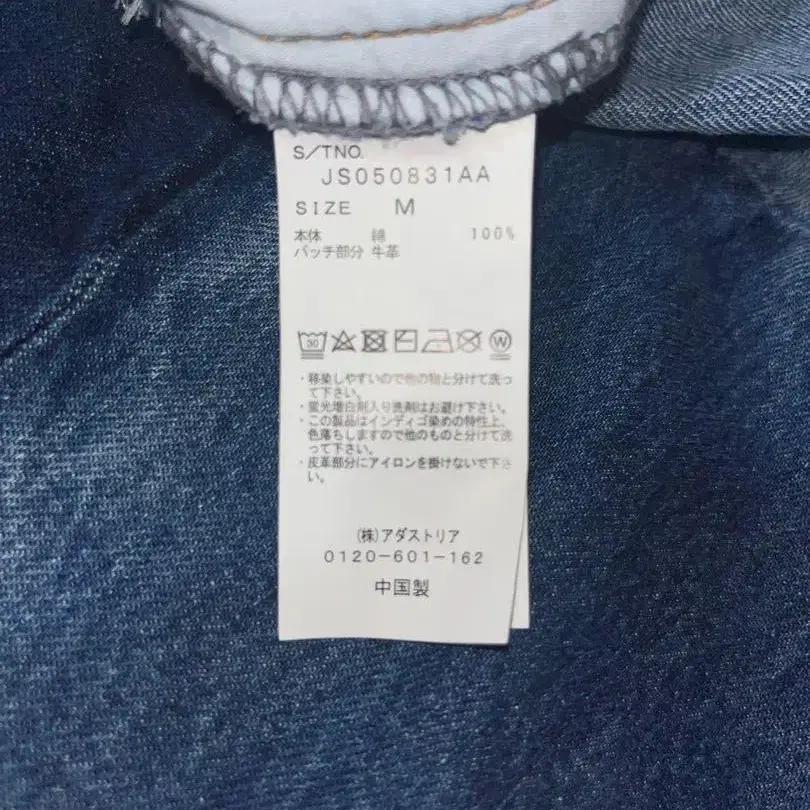 S/TNO.
JS050831AA
SIZE M
本体 綿 100%
パッチ部分 牛革
30 W
・移染しやすいので他の物と分けて洗っ
て下さい。
・蛍光増白剤入り洗剤はお避け下さい。
・この製品はインディゴ染めの特性上、
色落ちしますので他のものと分けて洗
って下さい。
・皮革部分にアイロンを掛けないで下さ
い。
(株)アダストリア
0120-601-162
中国製